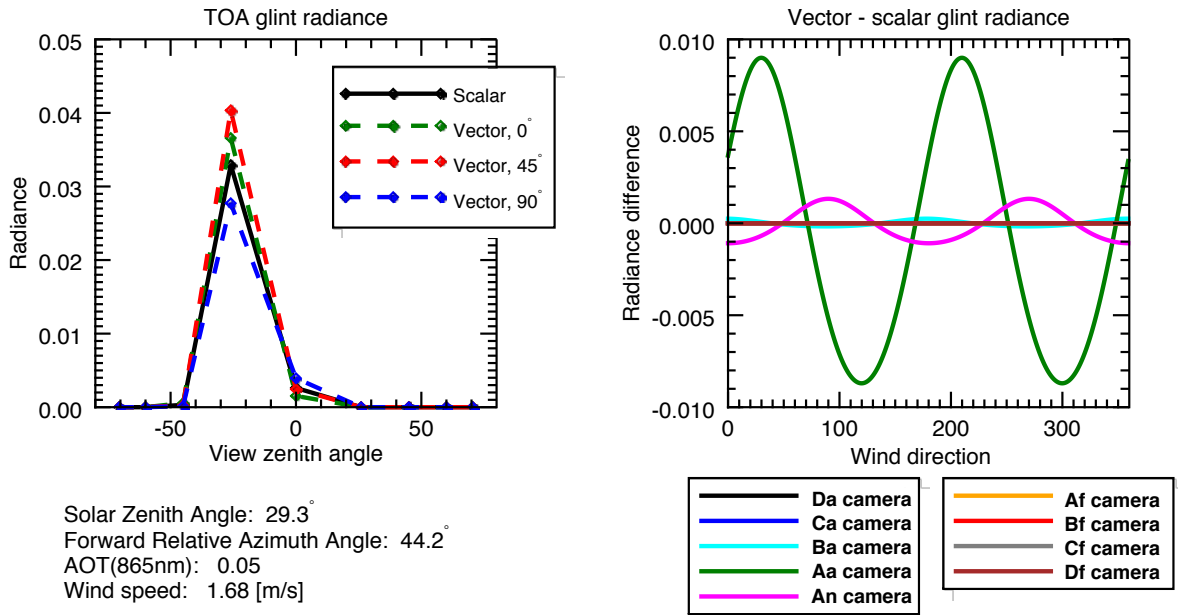 TOA glint radiance
0.05
0.04
0.03
0.02
0.01
0.00
Radiance
-50
0
50
View zenith angle
Scalar
Vector, 0°
Vector, 45°
Vector, 90°
Vector - scalar glint radiance
0.010
0.005
0.000
-0.005
-0.010
Radiance difference
0
100
200
300
Wind direction
Solar Zenith Angle: 29.3°
Forward Relative Azimuth Angle: 44.2°
AOT(865nm): 0.05
Wind speed: 1.68 [m/s]
Da camera
Ca camera
Ba camera
Aa camera
An camera
Af camera
Bf camera
Cf camera
Df camera